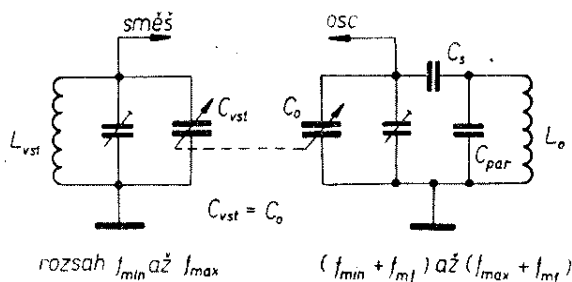 směš
osc
C_s
C_vst
C_o
L_vst
C_par
L_o
C_vst = C_o
rozsah f_min až f_max
(f_min + f_mf) až (f_max + f_mf)